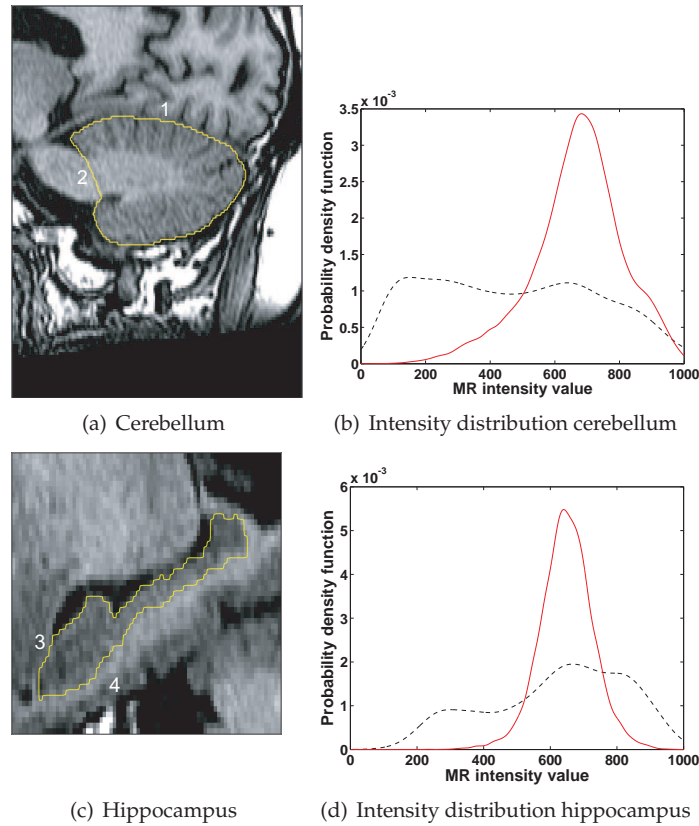 1
2
(a) Cerebellum
x 10⁻³
3.5
3
2.5
2
1.5
1
0.5
0
0 200 400 600 800 1000
Probability density function
MR intensity value
(b) Intensity distribution cerebellum
3
4
(c) Hippocampus
x 10⁻³
6
5
4
3
2
1
0
0 200 400 600 800 1000
Probability density function
MR intensity value
(d) Intensity distribution hippocampus